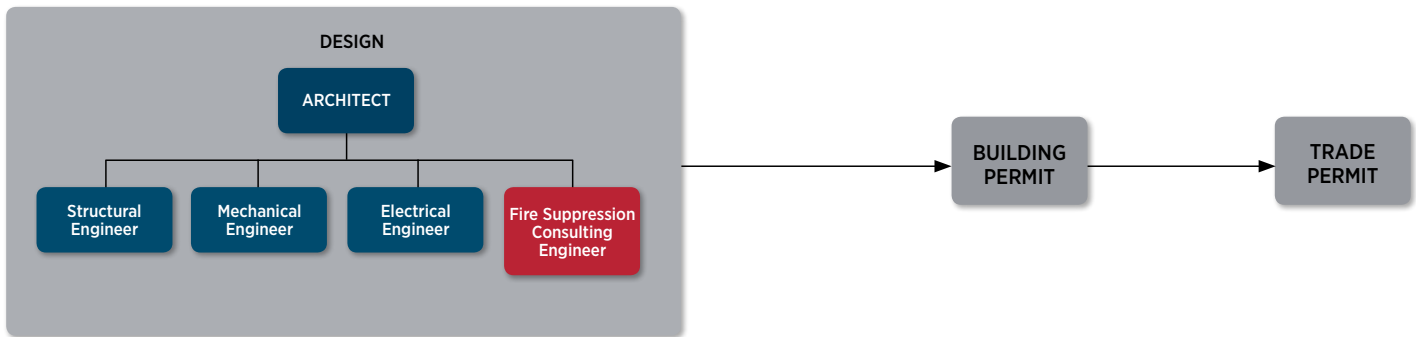 DESIGN
ARCHITECT
Structural
Engineer
Mechanical
Engineer
Electrical
Engineer
Fire Suppression
Consulting
Engineer
BUILDING
PERMIT
TRADE
PERMIT